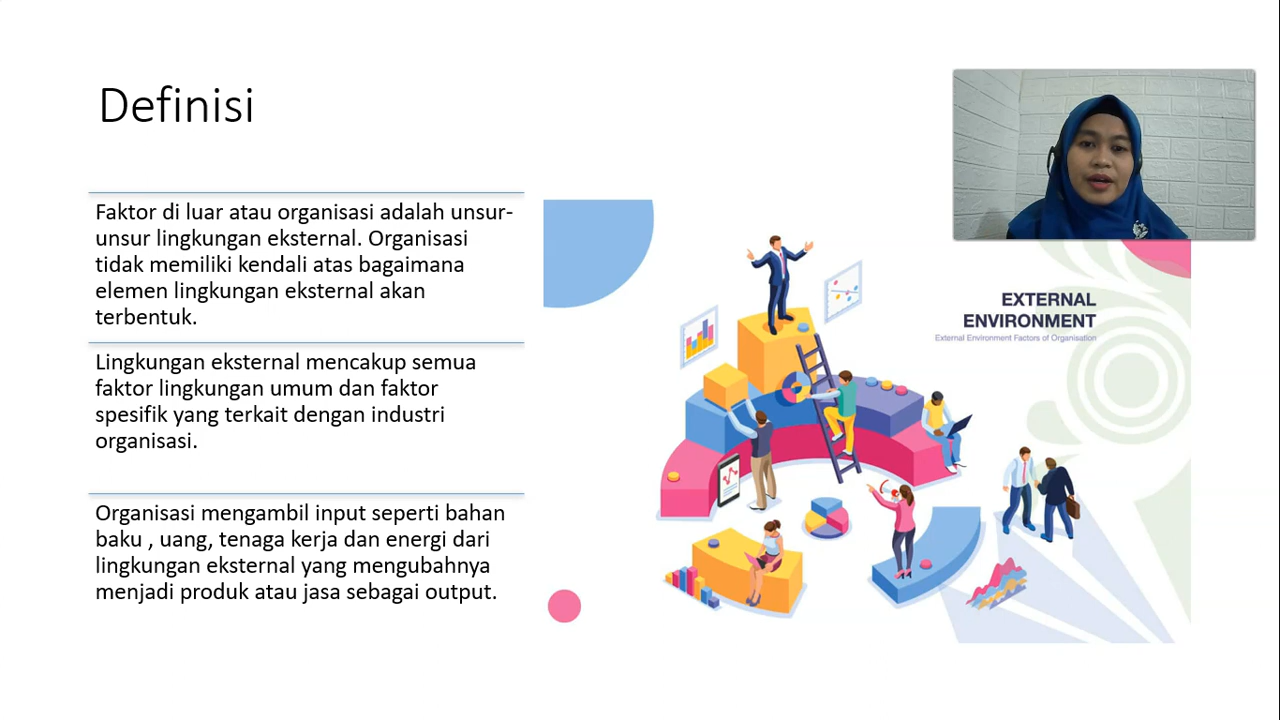 Definisi
Faktor di luar atau organisasi adalah unsur-
unsur lingkungan eksternal. Organisasi
tidak memiliki kendali atas bagaimana
elemen lingkungan eksternal akan
terbentuk.
Lingkungan eksternal mencakup semua
faktor lingkungan umum dan faktor
spesifik yang terkait dengan industri
organisasi.
Organisasi mengambil input seperti bahan
baku , uang, tenaga kerja dan energi dari
lingkungan eksternal yang mengubahnya
menjadi produk atau jasa sebagai output.
EXTERNAL
ENVIRONMENT
External Environment Factors of Organisation